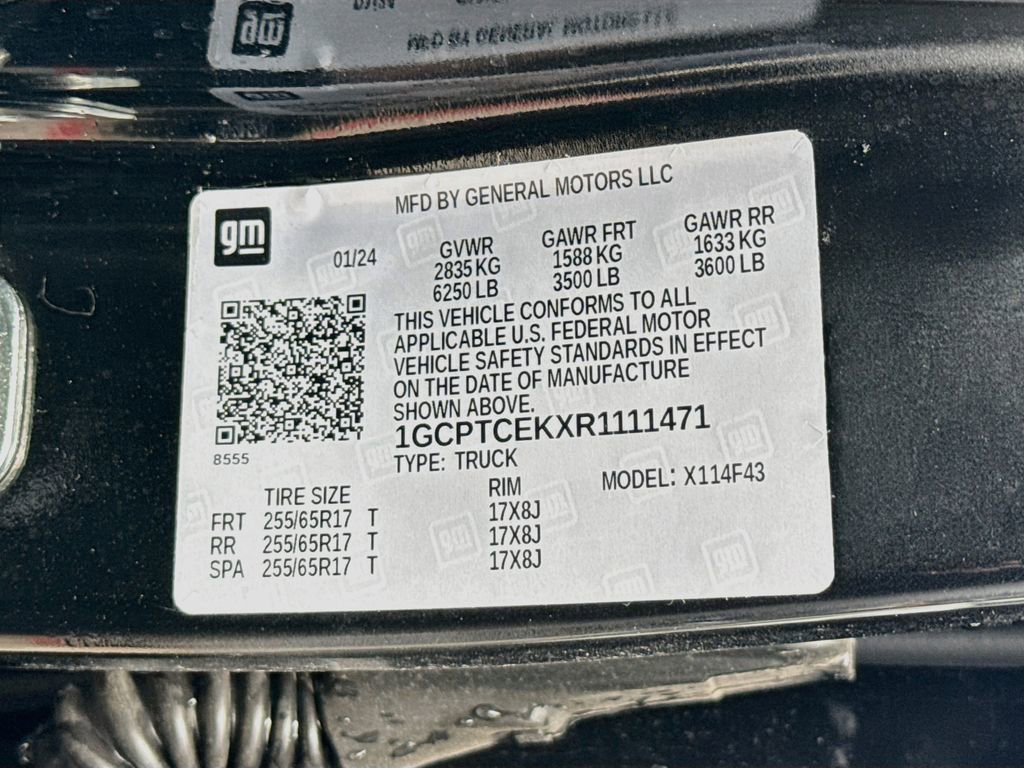 MFD BY GENERAL MOTORS LLC
gm
01/24
GVWR GAWR FRT GAWR RR
2835 KG 1588 KG 1633 KG
6250 LB 3500 LB 3600 LB
THIS VEHICLE CONFORMS TO ALL
APPLICABLE U.S. FEDERAL MOTOR
VEHICLE SAFETY STANDARDS IN EFFECT
ON THE DATE OF MANUFACTURE
SHOWN ABOVE.
1GCPTCEKXR1111471
8555
TYPE: TRUCK
MODEL: X114F43
TIRE SIZE RIM
FRT 255/65R17 T 17X8J
RR 255/65R17 T 17X8J
SPA 255/65R17 T 17X8J